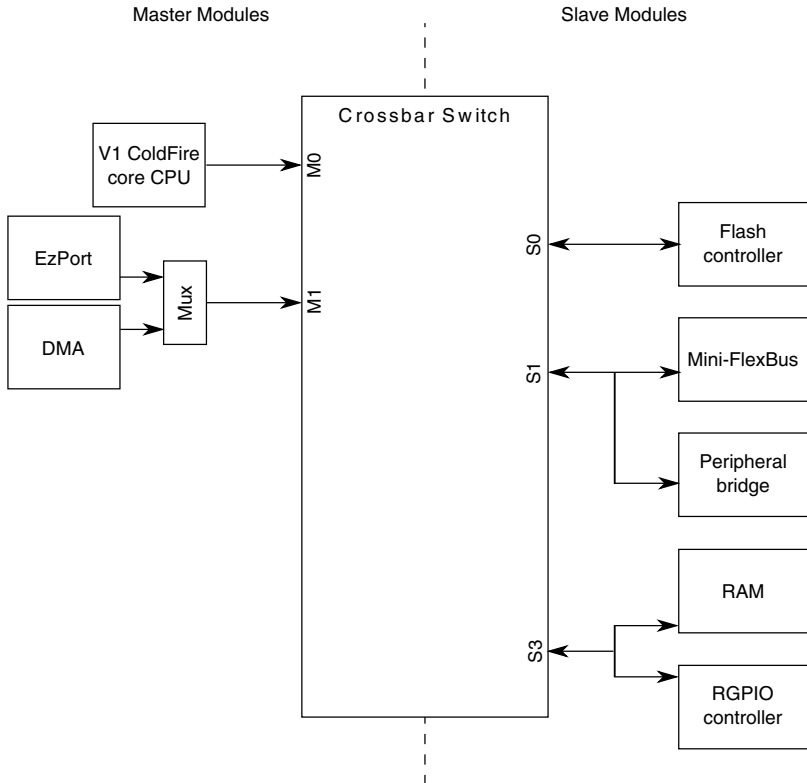 Master Modules
Slave Modules
Crossbar Switch
V1 ColdFire
core CPU
M0
EzPort
DMA
Mux
M1
S0
Flash
controller
S1
Mini-FlexBus
Peripheral
bridge
S3
RAM
RGPIO
controller